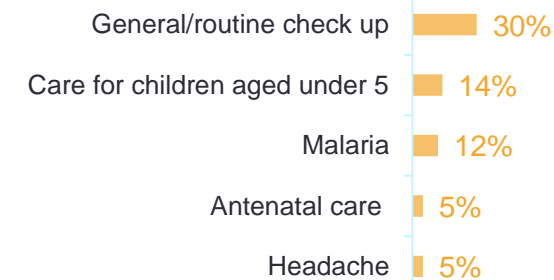 General/routine check up 30%
Care for children aged under 5 14%
Malaria 12%
Antenatal care 5%
Headache 5%